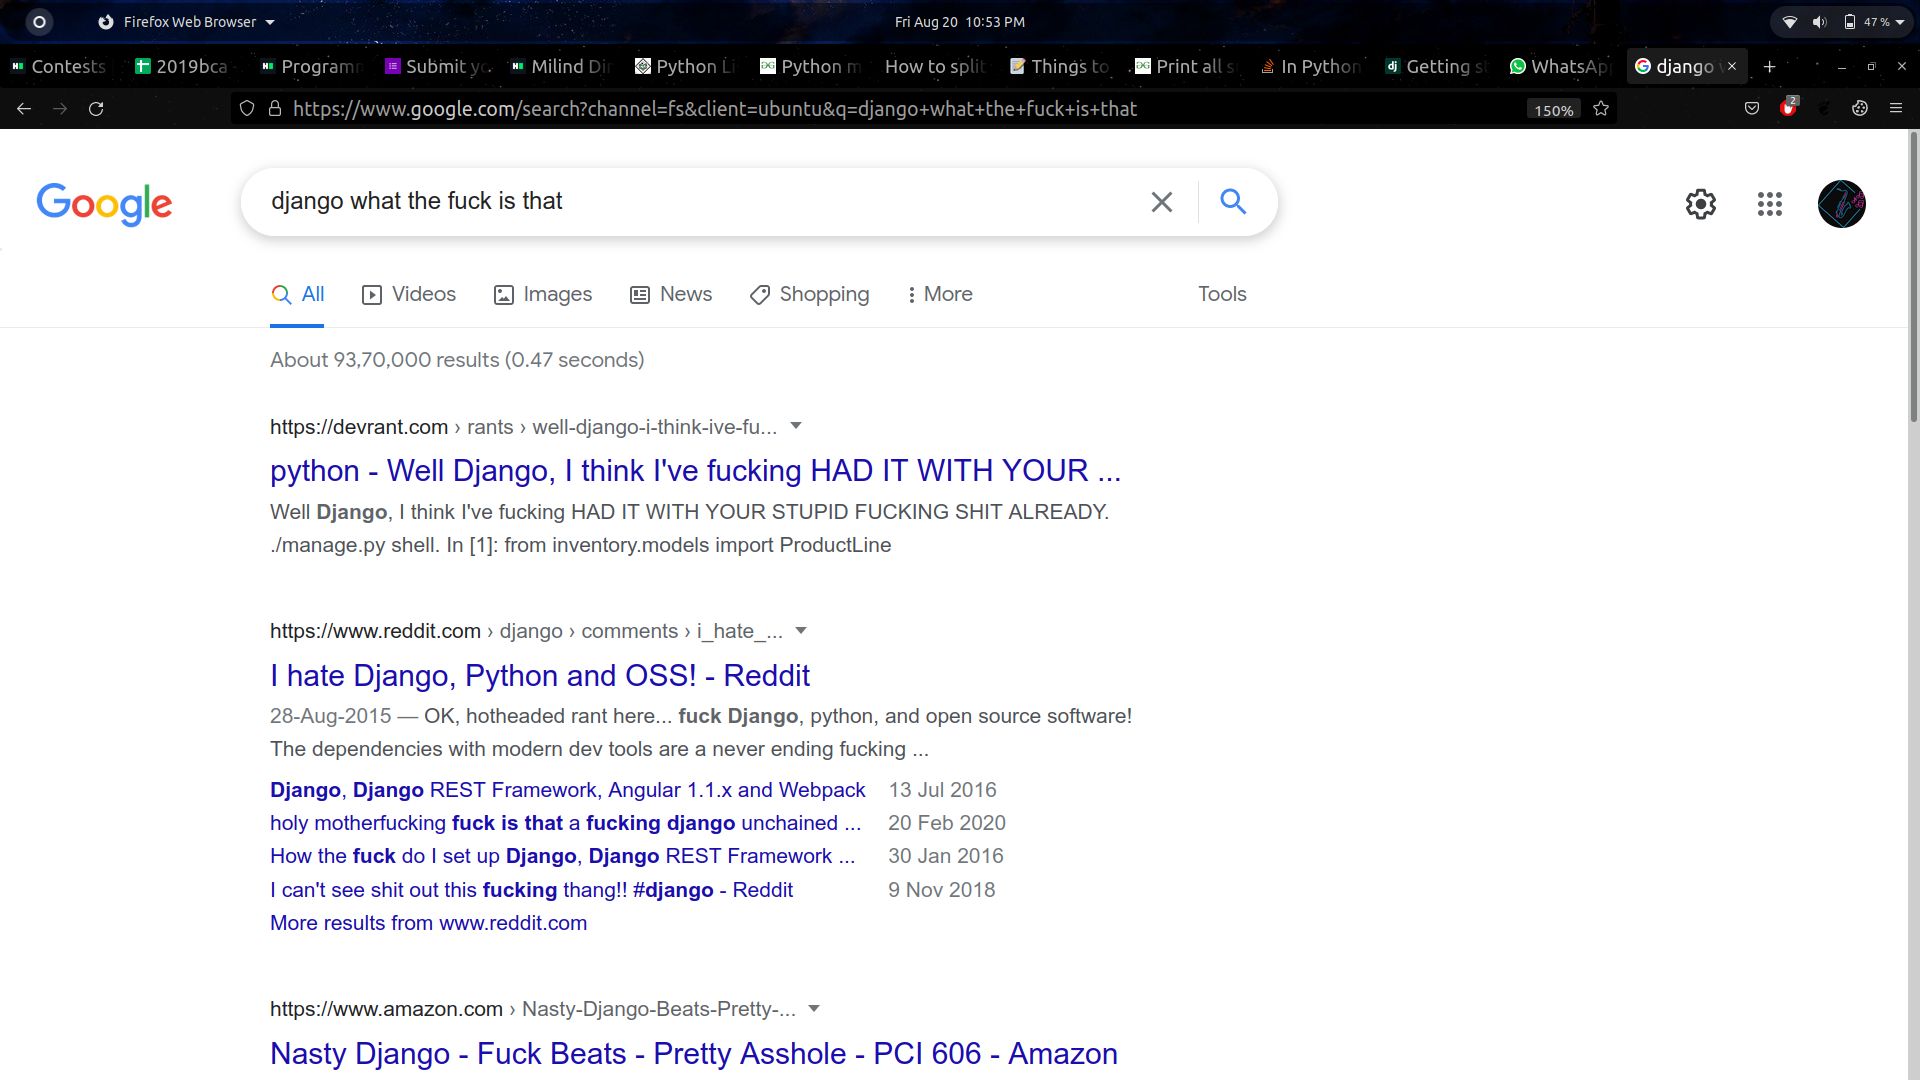 Firefox Web Browser
Fri Aug 20 10:53 PM
47 %
Contests
2019bca
Programm
Submit yo
Milind Dir
Python Li
Python m
How to split
Things to
Print all s
In Python
Getting st
WhatsApp
django
https://www.google.com/search?channel=fs&client=ubuntu&q=django+what+the+fuck+is+that
150%
2
Google
django what the fuck is that
All
Videos
Images
News
Shopping
More
Tools
About 93,70,000 results (0.47 seconds)
https://devrant.com › rants › well-django-i-think-ive-fu...
python - Well Django, I think I've fucking HAD IT WITH YOUR ...
Well Django, I think I've fucking HAD IT WITH YOUR STUPID FUCKING SHIT ALREADY.
./manage.py shell. In [1]: from inventory.models import ProductLine
https://www.reddit.com › django › comments › i_hate_...
I hate Django, Python and OSS! - Reddit
28-Aug-2015 — OK, hotheaded rant here... fuck Django, python, and open source software!
The dependencies with modern dev tools are a never ending fucking ...
Django, Django REST Framework, Angular 1.1.x and Webpack 13 Jul 2016
holy motherfucking fuck is that a fucking django unchained ... 20 Feb 2020
How the fuck do I set up Django, Django REST Framework ... 30 Jan 2016
I can't see shit out this fucking thang!! #django - Reddit 9 Nov 2018
More results from www.reddit.com
https://www.amazon.com › Nasty-Django-Beats-Pretty-...
Nasty Django - Fuck Beats - Pretty Asshole - PCI 606 - Amazon